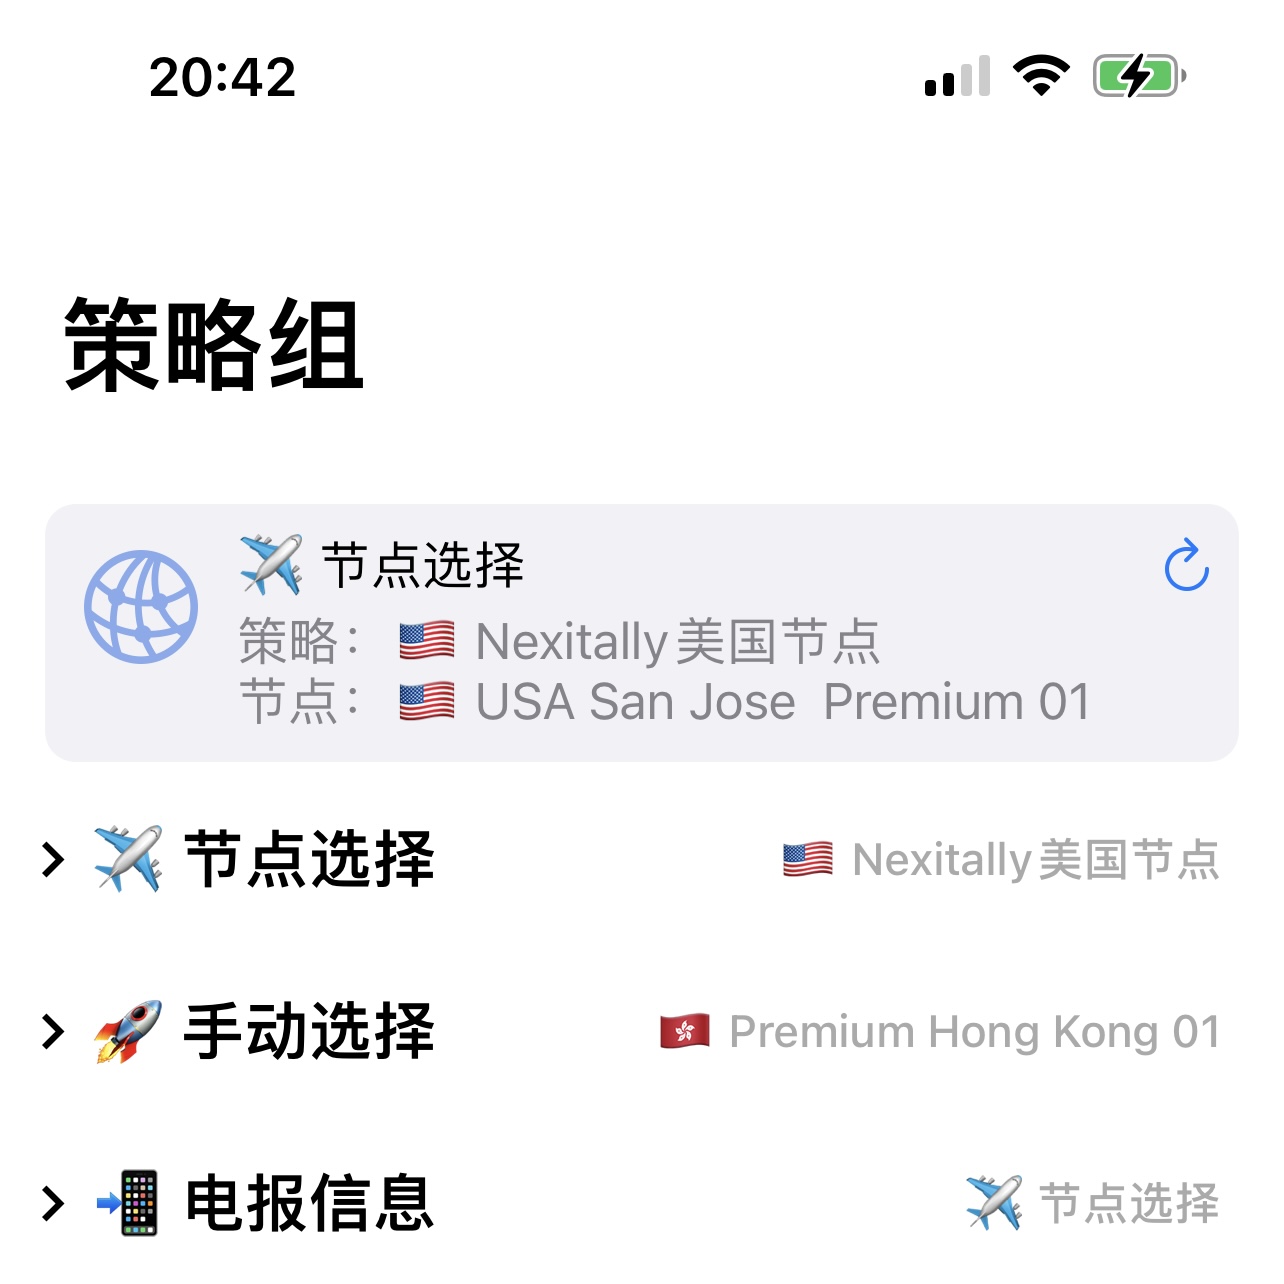 20:42
策略组
✈️ 节点选择
策略： 🇺🇸 Nexitally美国节点
节点： 🇺🇸 USA San Jose  Premium 01
✈️ 节点选择 🇺🇸 Nexitally美国节点
🚀 手动选择 🇭🇰 Premium Hong Kong 01
📲 电报信息 ✈️ 节点选择